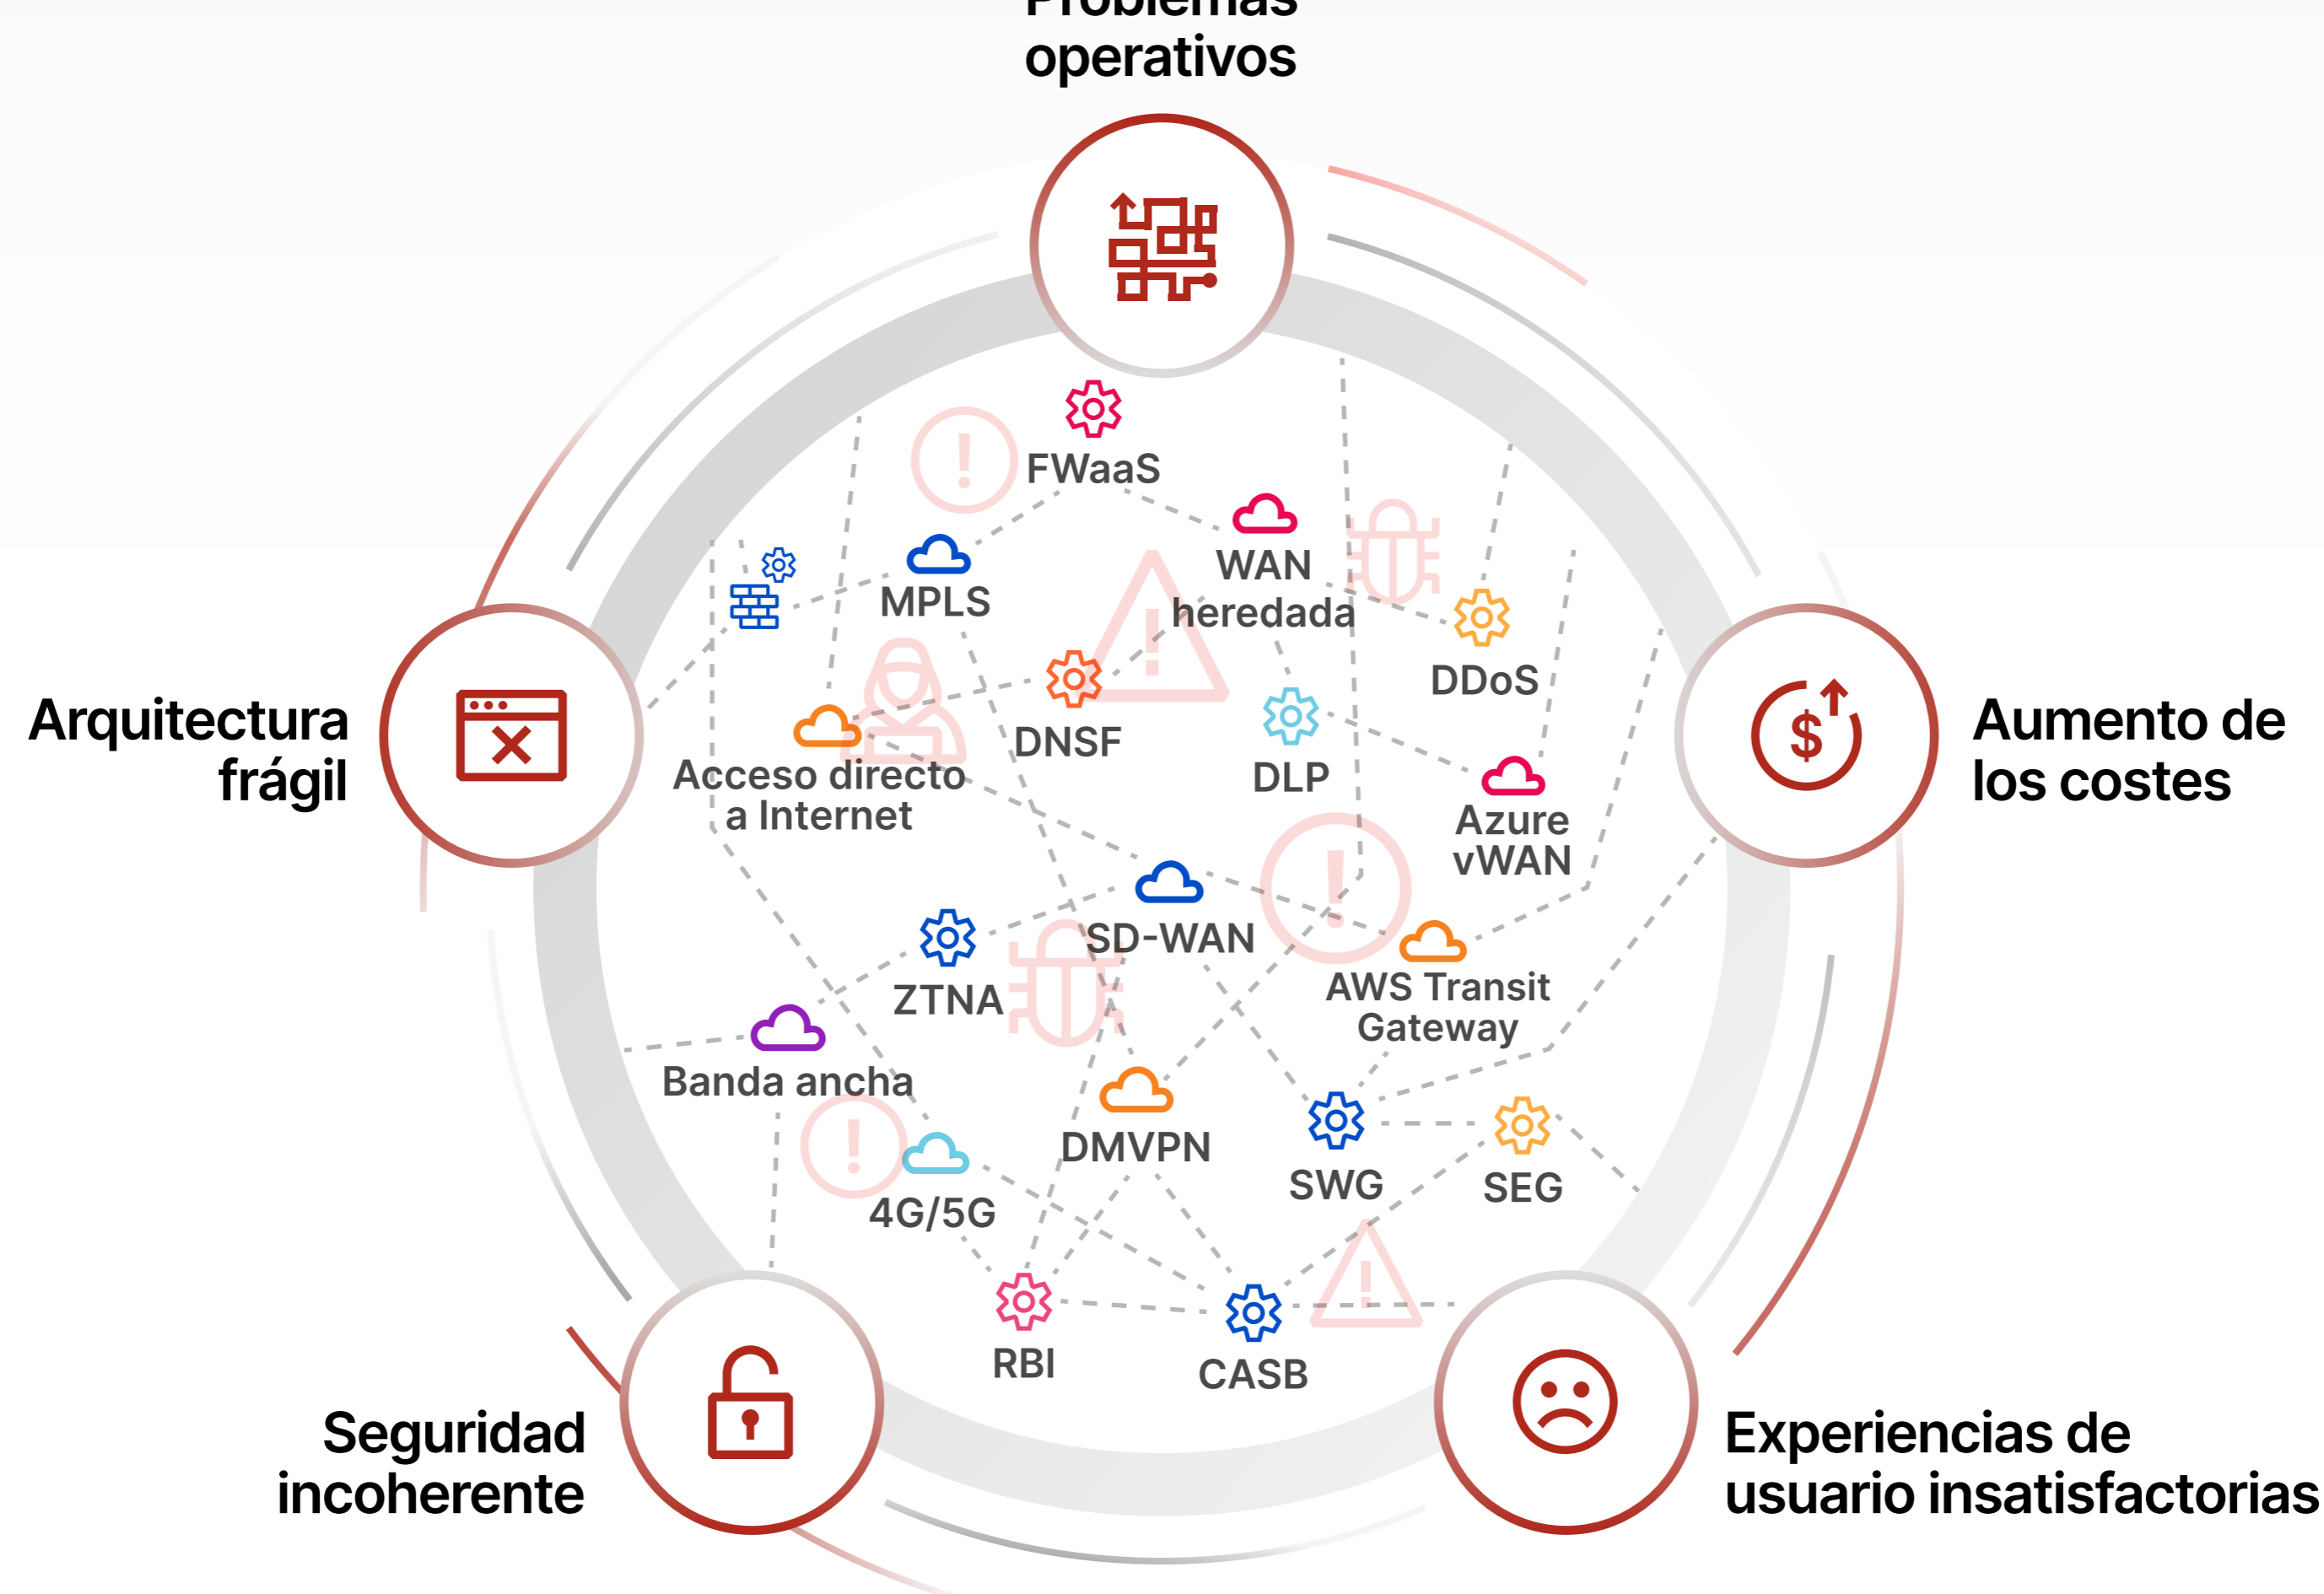 Problemas
operativos
FWaaS
WAN
heredada
MPLS
DDoS
DNSF
DLP
Acceso directo
a Internet
Azure
vWAN
Arquitectura
frágil
Aumento de
los costes
SD-WAN
ZTNA
AWS Transit
Gateway
Banda ancha
DMVPN
SWG
SEG
4G/5G
RBI
CASB
Seguridad
incoherente
Experiencias de
usuario insatisfactorias